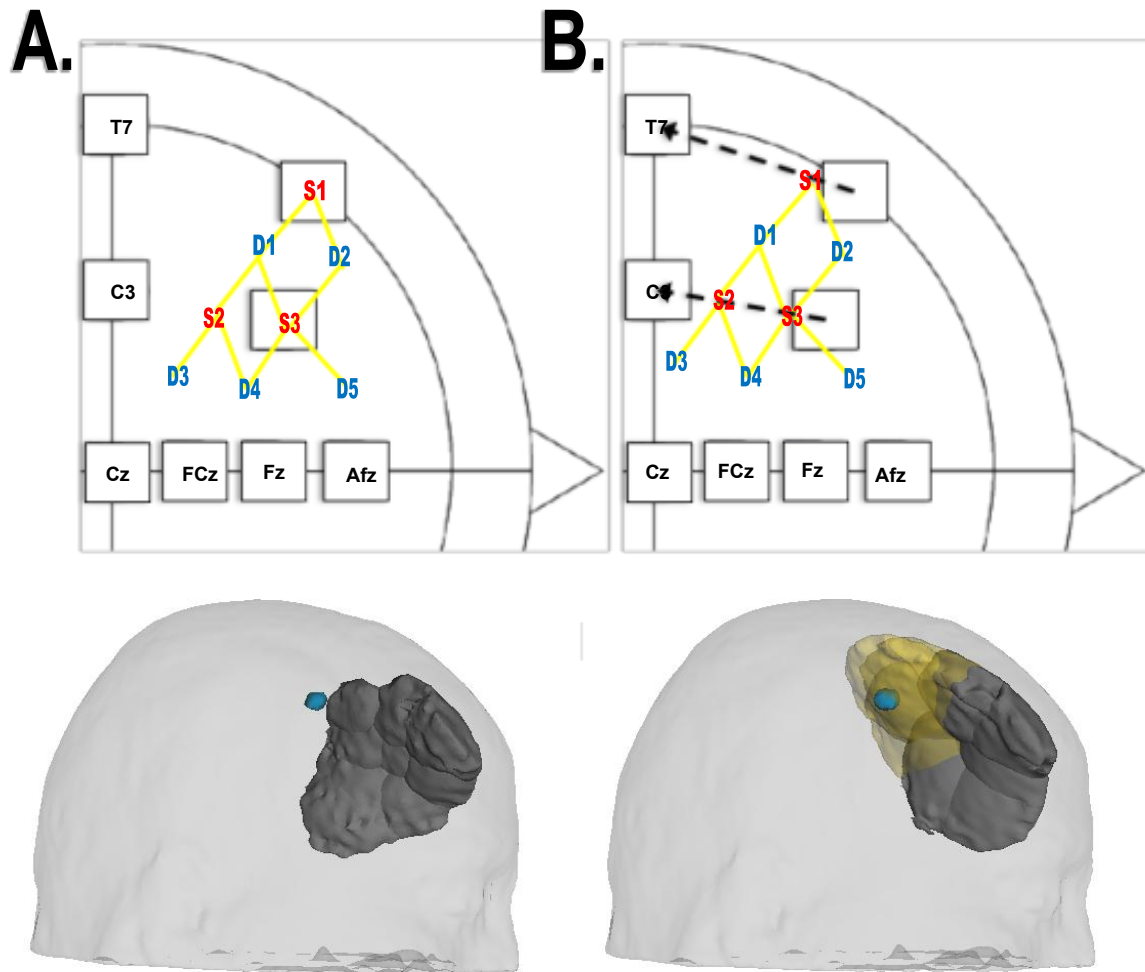 A.
T7
S1
D1
D2
C3
S2
S3
D3
D4
D5
Cz
FCz
Fz
Afz
B.
T7
S1
D1
D2
S2
S3
D3
D4
D5
Cz
FCz
Fz
Afz